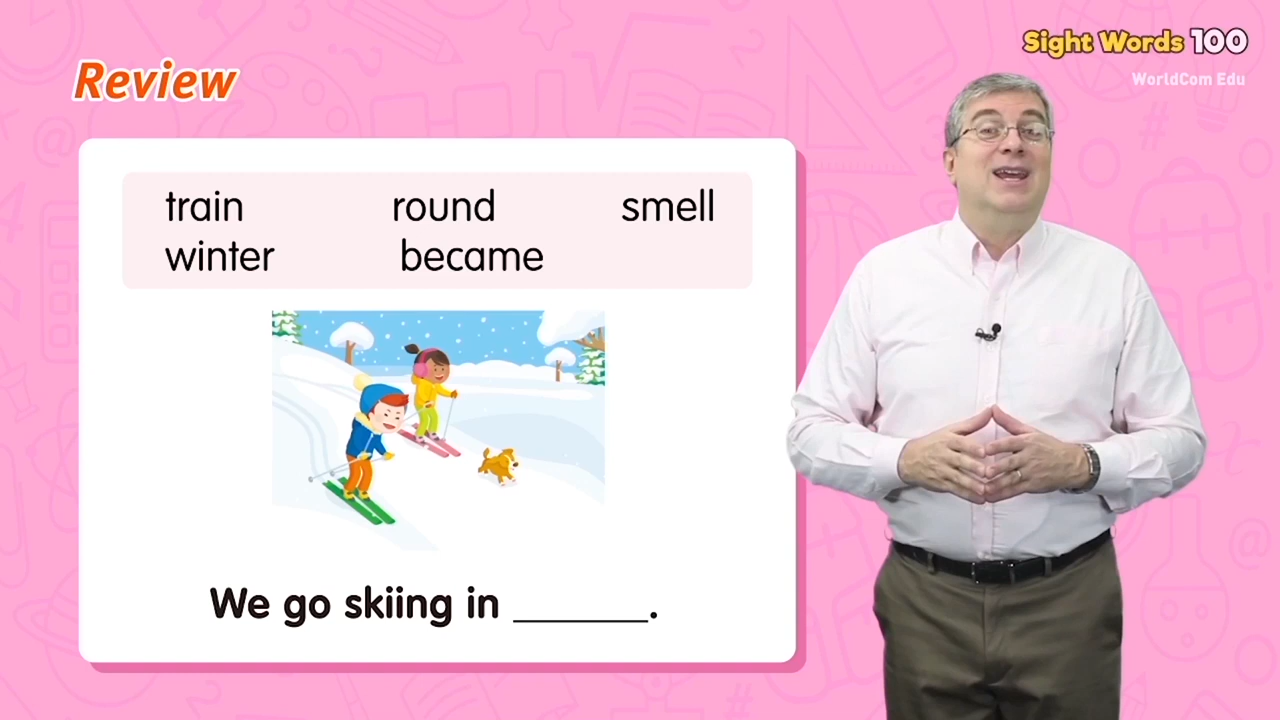 Review
Sight Words 100
WorldCom Edu
train round smell
winter became
We go skiing in _______.